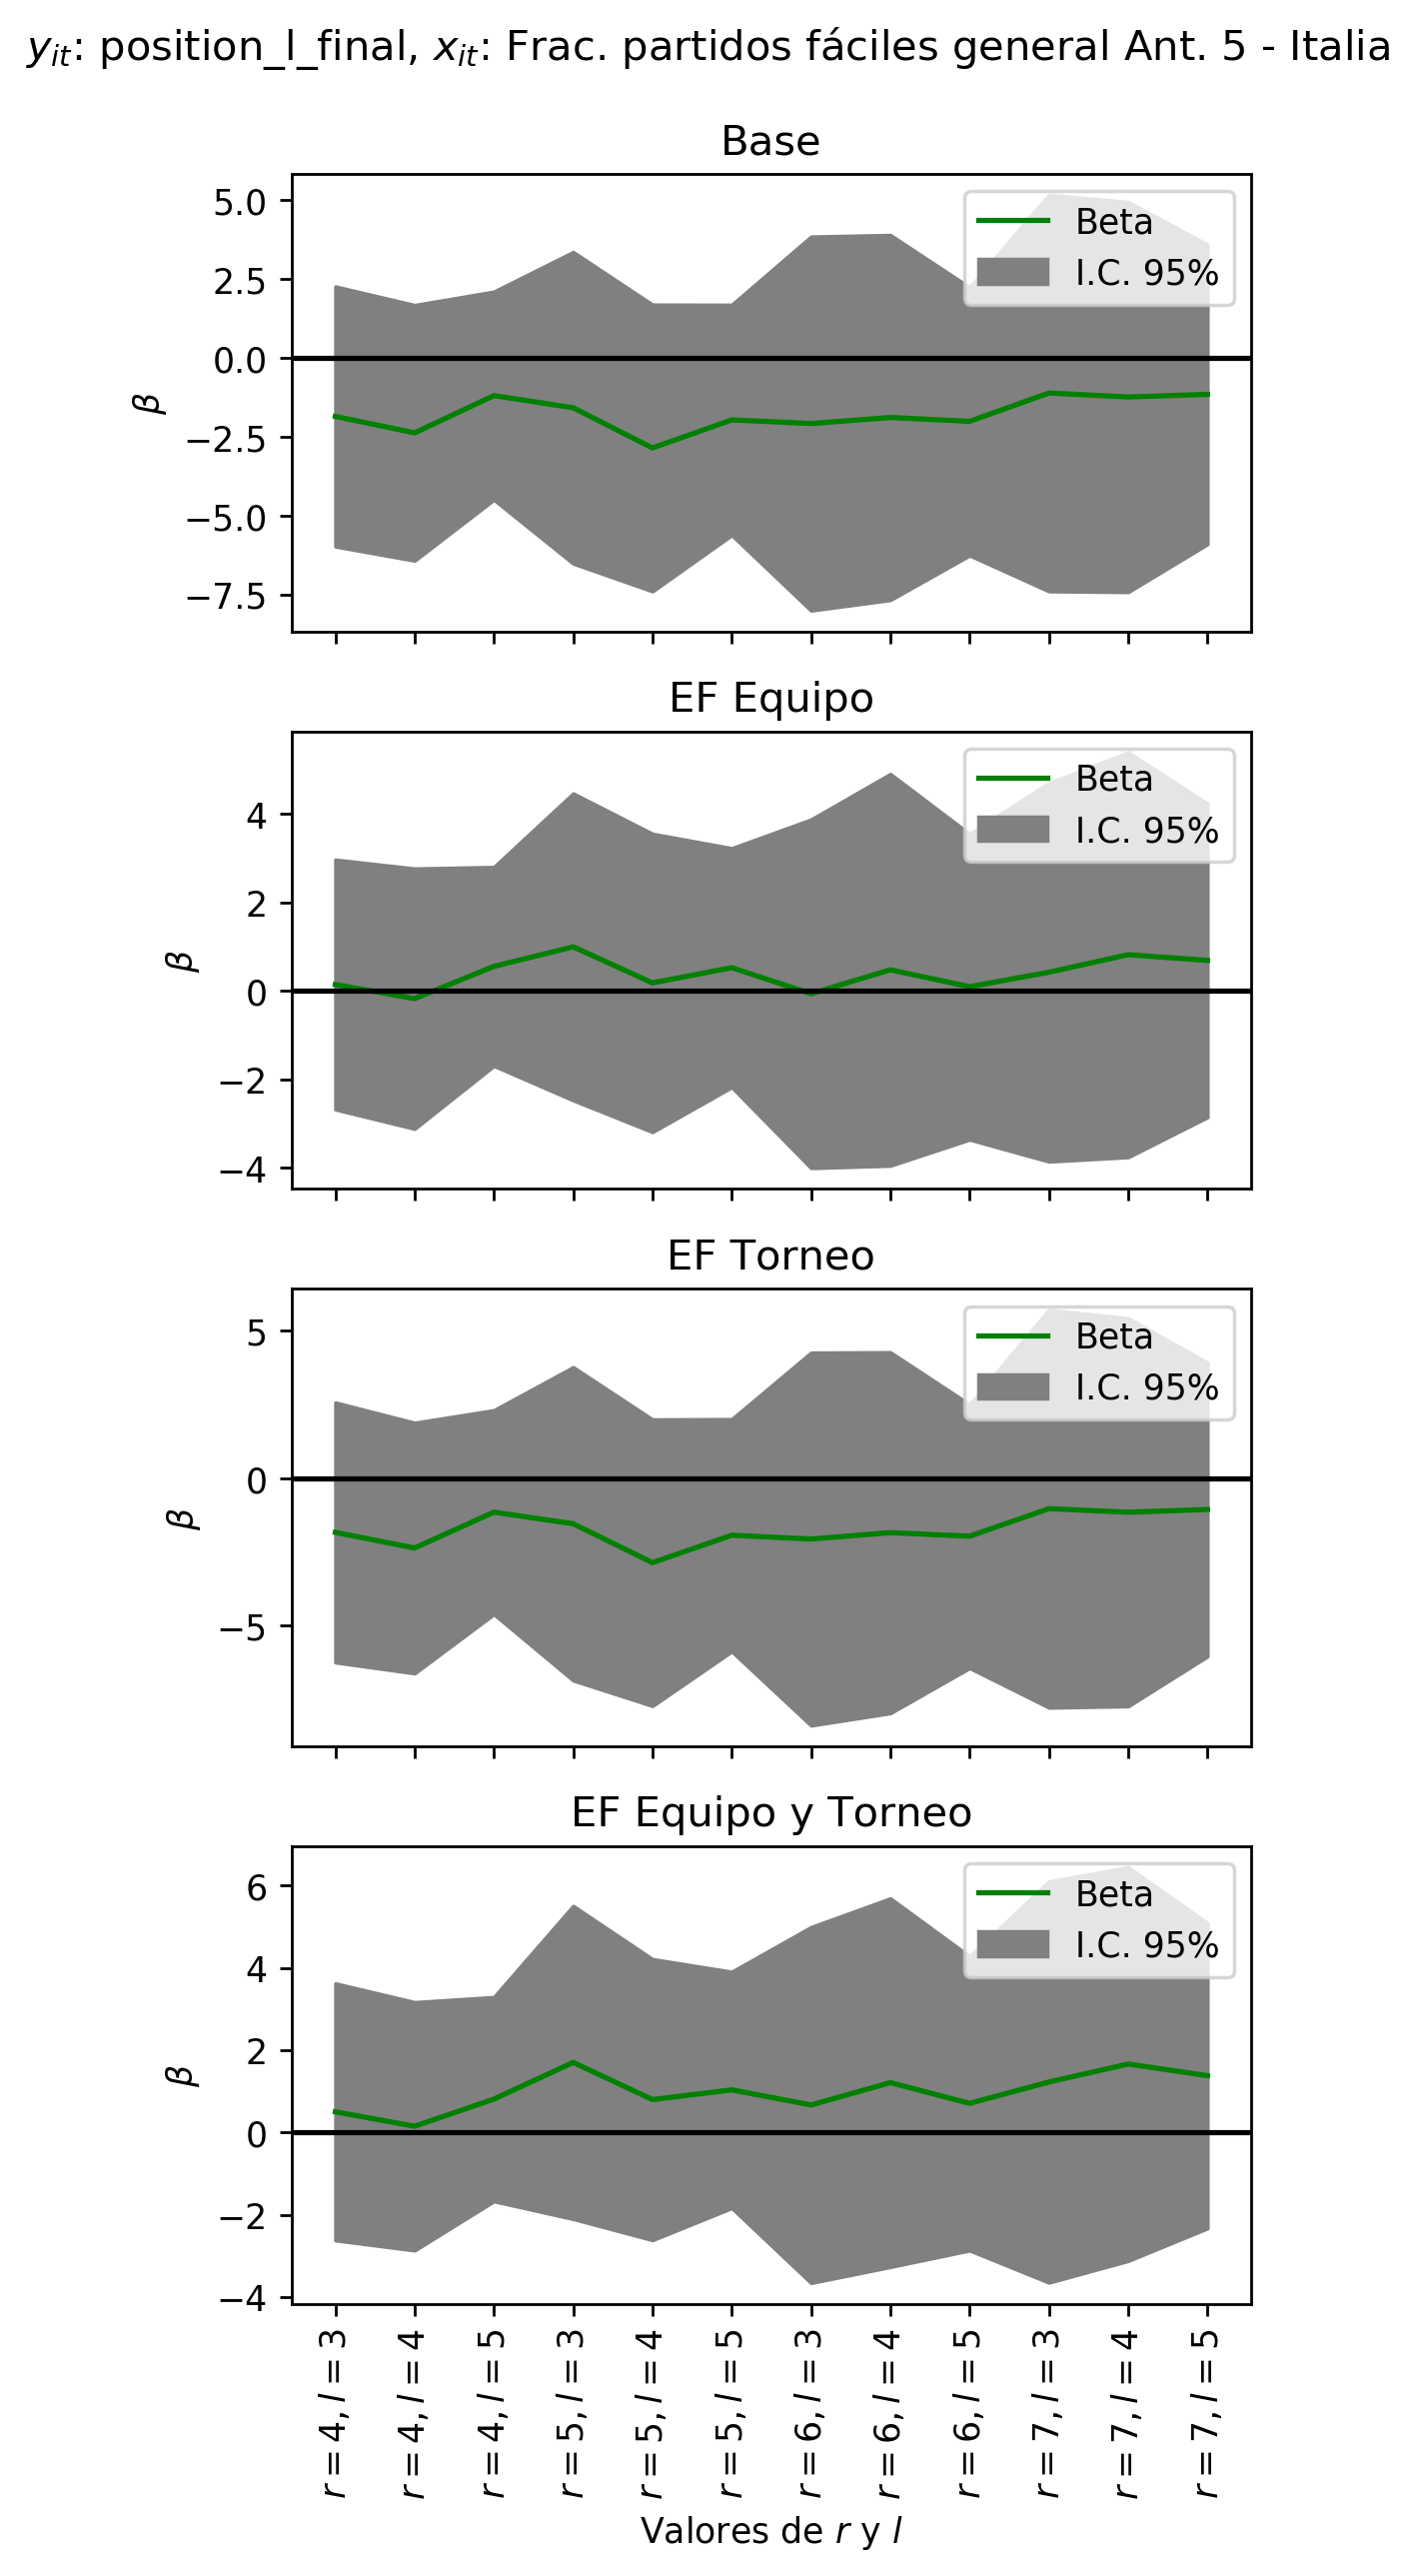 y_{it}: position_l_final, x_{it}: Frac. partidos fáciles general Ant. 5 - Italia
Base
5.0
2.5
0.0
−2.5
−5.0
−7.5
β
Beta
I.C. 95%
EF Equipo
4
2
0
−2
−4
β
Beta
I.C. 95%
EF Torneo
5
0
−5
β
Beta
I.C. 95%
EF Equipo y Torneo
6
4
2
0
−2
−4
β
Beta
I.C. 95%
r = 4, l = 3
r = 4, l = 4
r = 4, l = 5
r = 5, l = 3
r = 5, l = 4
r = 5, l = 5
r = 6, l = 3
r = 6, l = 4
r = 6, l = 5
r = 7, l = 3
r = 7, l = 4
r = 7, l = 5
Valores de r y l